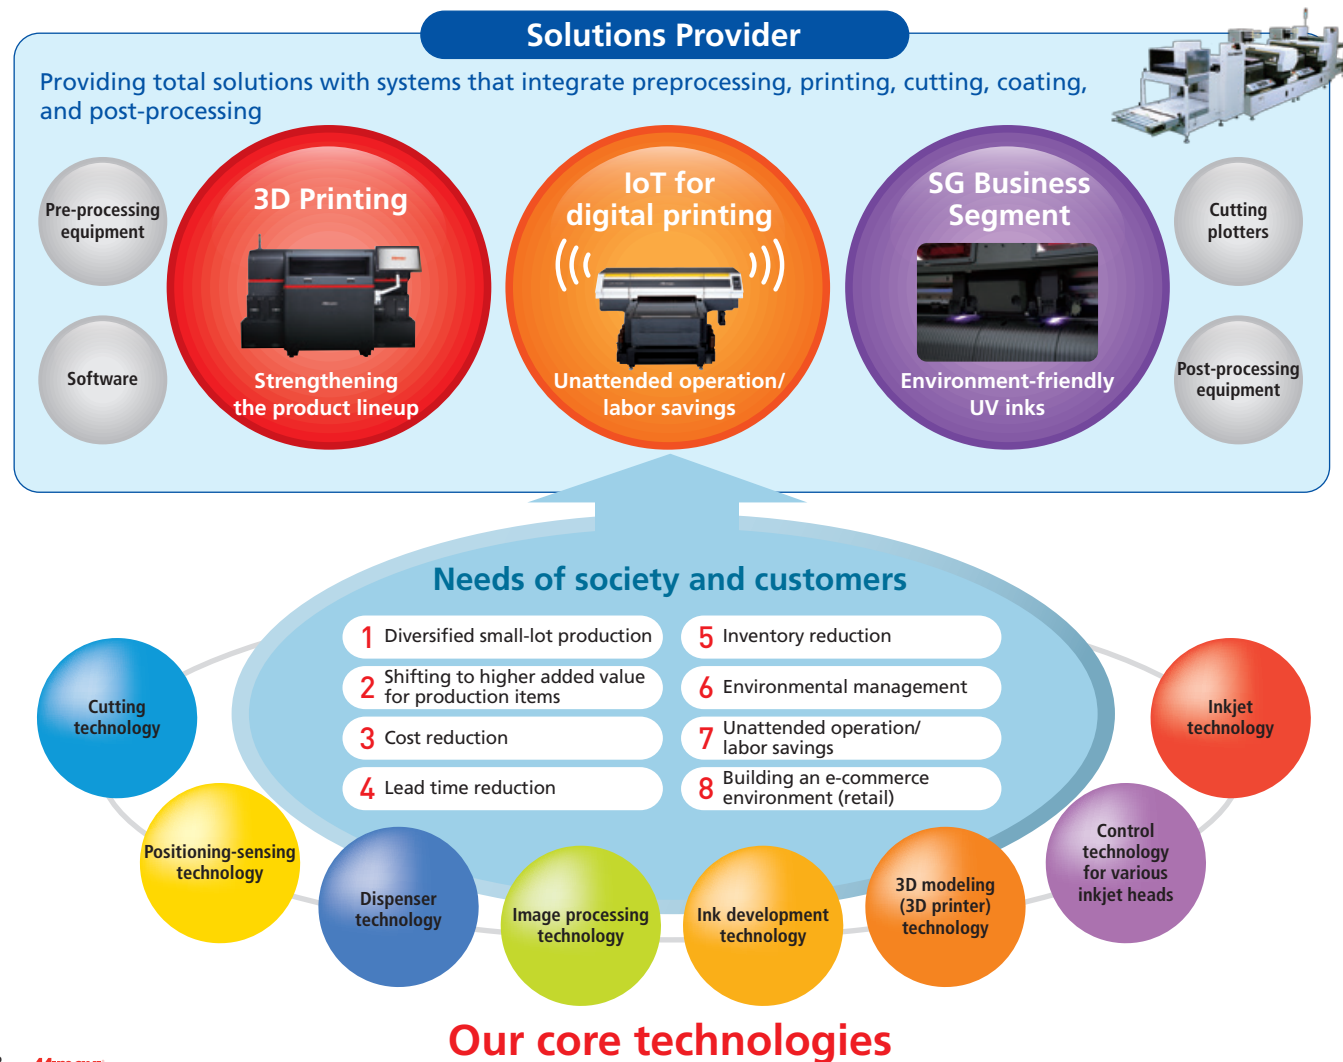 Solutions Provider
Providing total solutions with systems that integrate preprocessing, printing, cutting, coating,
and post-processing
Pre-processing
equipment
Software
3D Printing
Strengthening
the product lineup
IoT for
digital printing
Unattended operation/
labor savings
SG Business
Segment
Environment-friendly
UV inks
Cutting
plotters
Post-processing
equipment
Needs of society and customers
1 Diversified small-lot production
2 Shifting to higher added value
for production items
3 Cost reduction
4 Lead time reduction
5 Inventory reduction
6 Environmental management
7 Unattended operation/
labor savings
8 Building an e-commerce
environment (retail)
Cutting
technology
Positioning-sensing
technology
Dispenser
technology
Image processing
technology
Ink development
technology
3D modeling
(3D printer)
technology
Control
technology
for various
inkjet heads
Inkjet
technology
Our core technologies